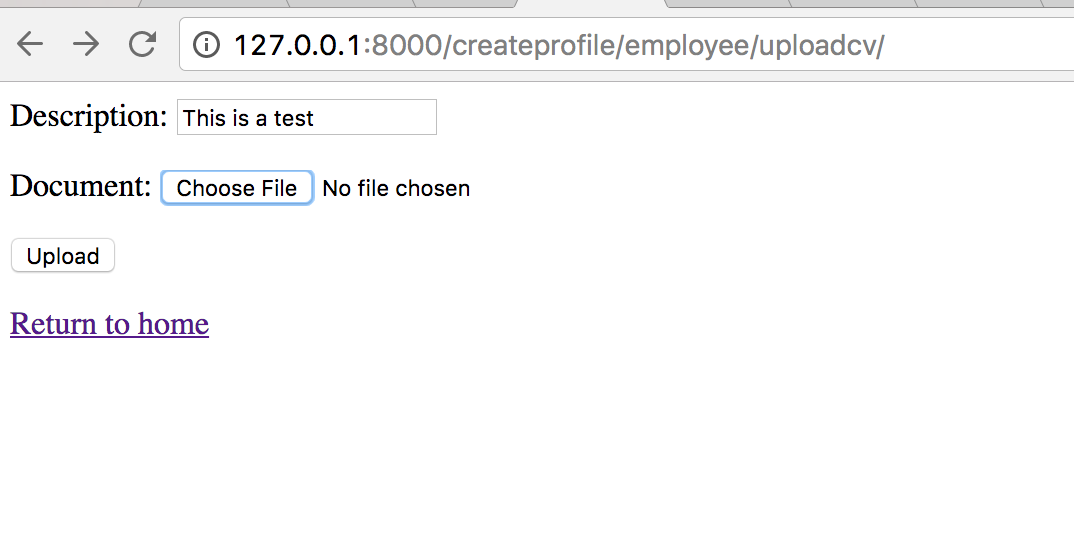 127.0.0.1:8000/createprofile/employee/uploadcv/
Description: This is a test
Document: Choose File No file chosen
Upload
Return to home